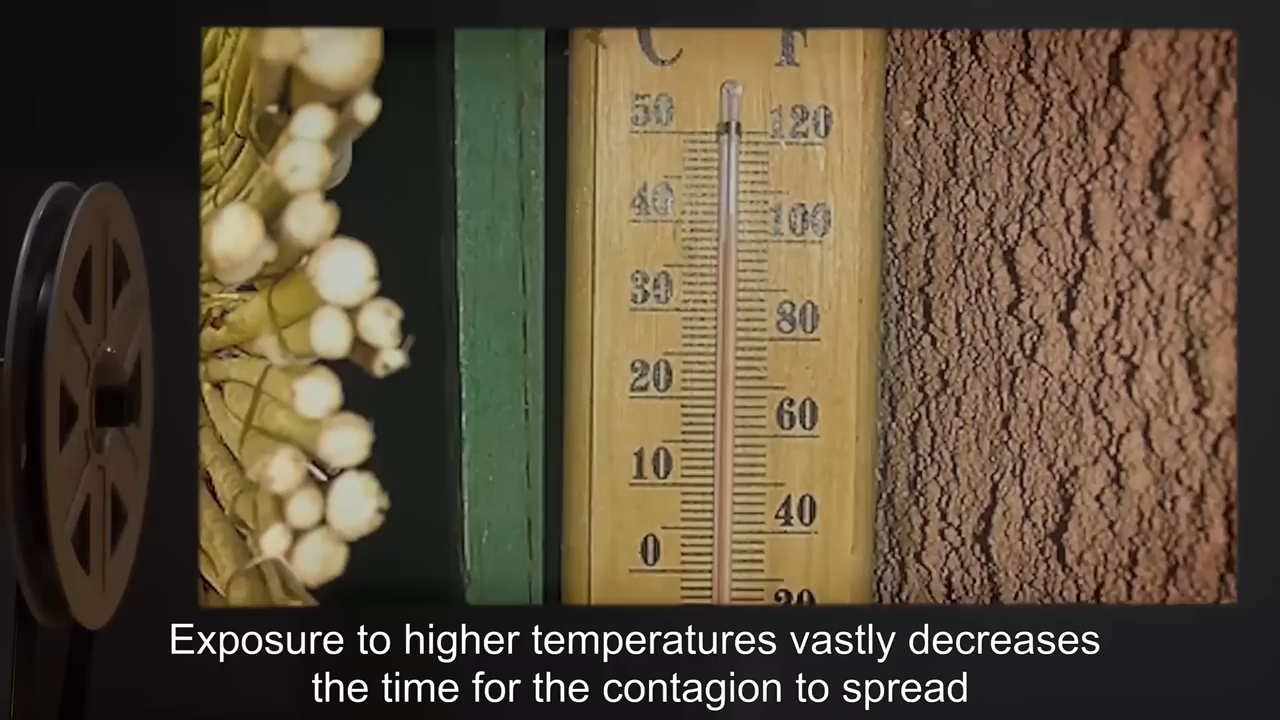 C F
50 120
40 100
30 80
20 60
10 40
0 20
Exposure to higher temperatures vastly decreases
the time for the contagion to spread